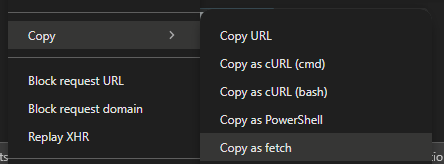 Copy
Block request URL
Block request domain
Replay XHR
Copy URL
Copy as cURL (cmd)
Copy as cURL (bash)
Copy as PowerShell
Copy as fetch